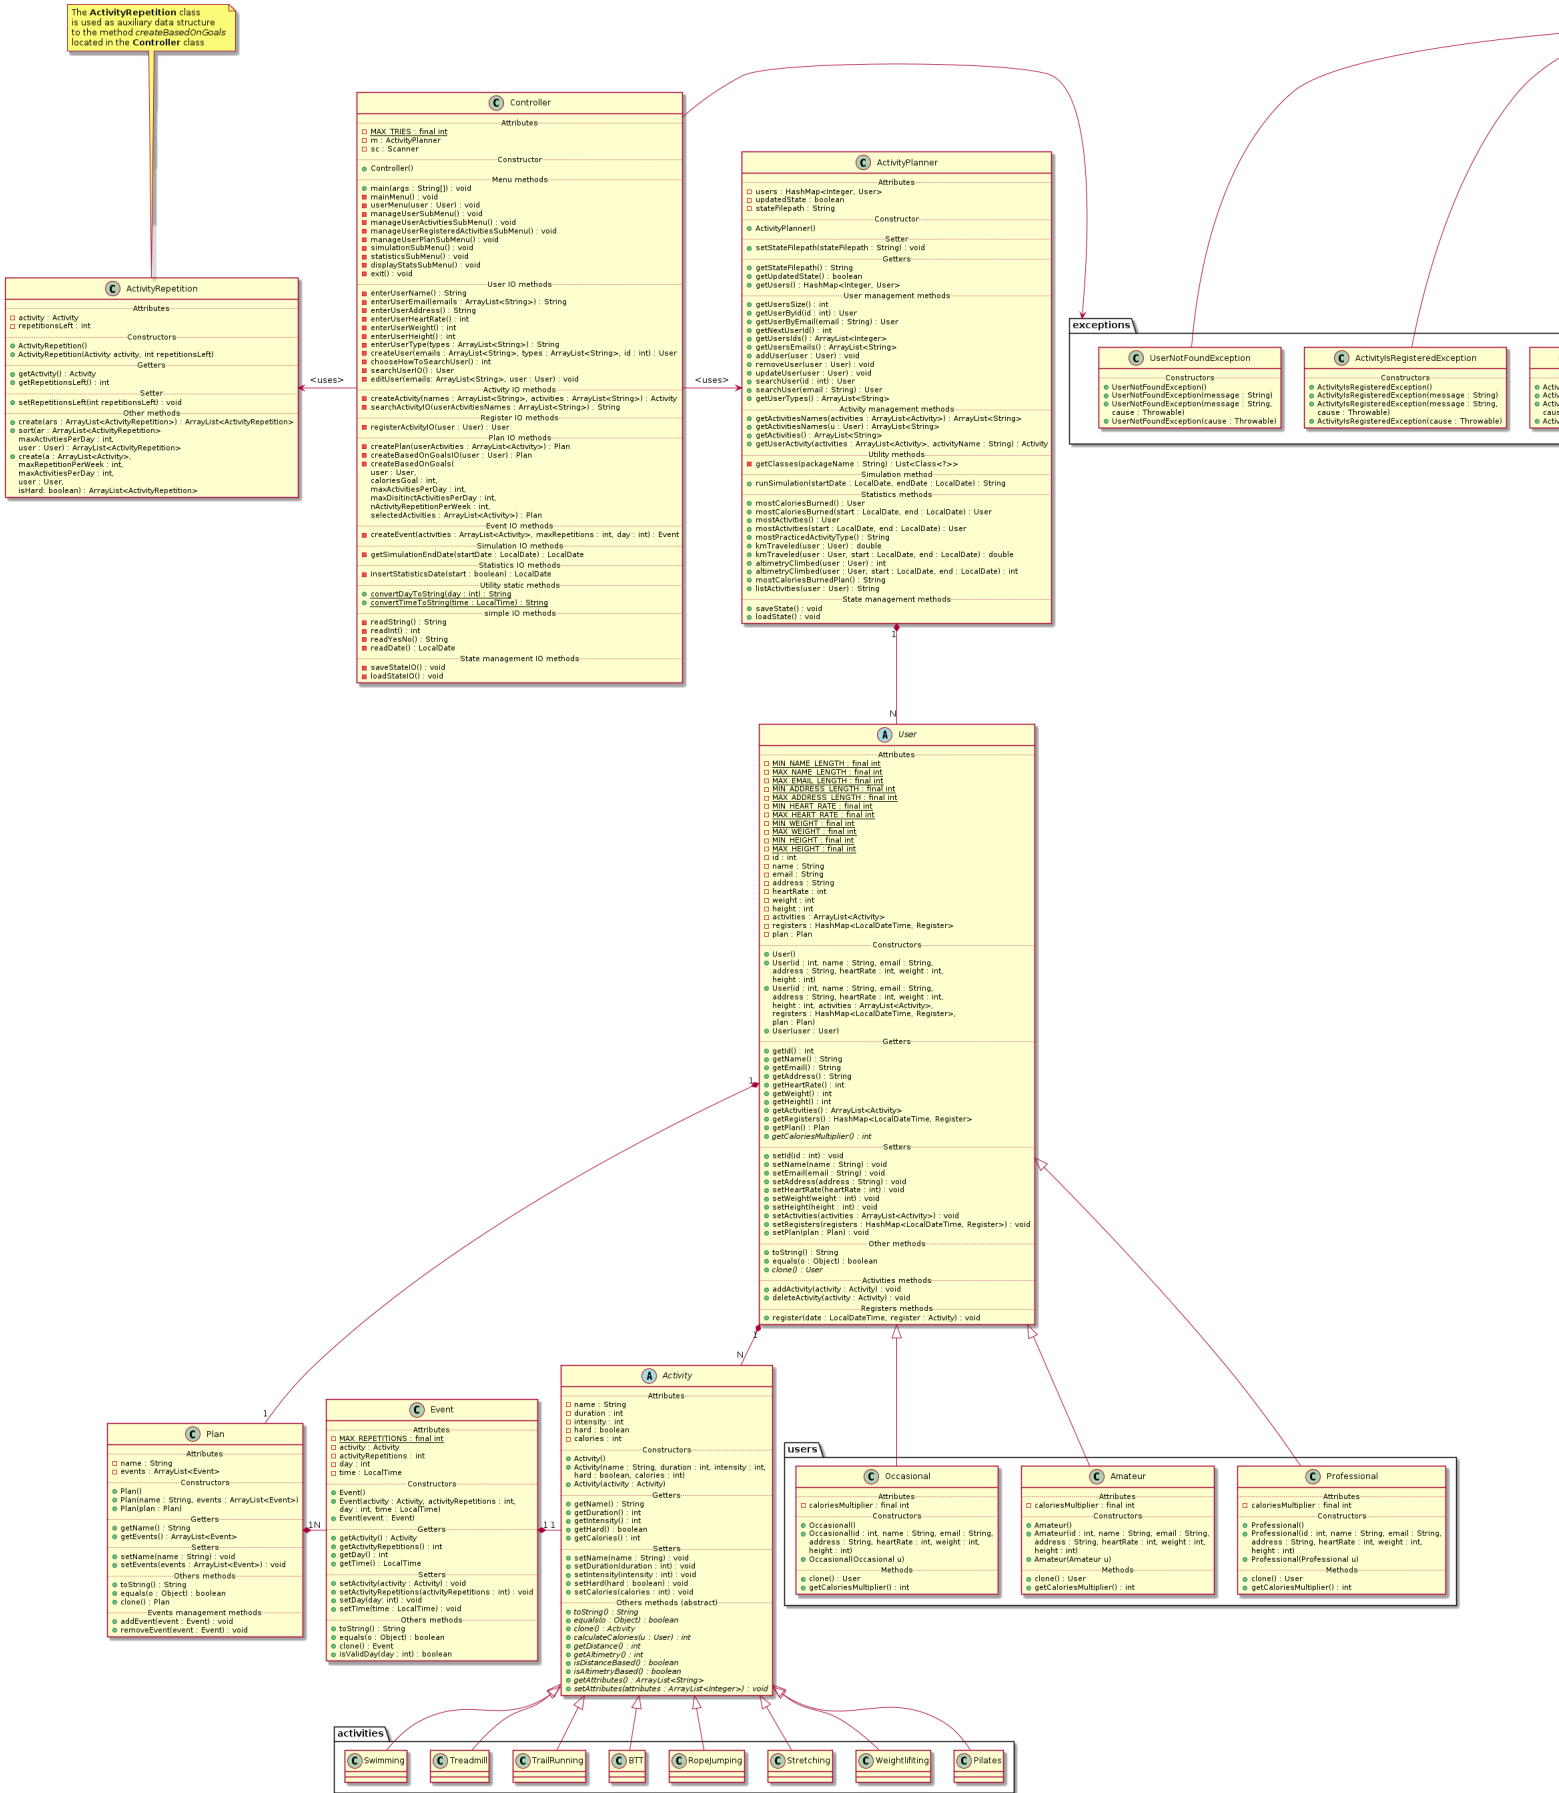 The ActivityRepetition class
is used as auxiliary data structure
to the method createBasedOnGoals
located in the Controller class
ActivityRepetition
Attributes
activity : Activity
repetitionsLeft : int
Constructors
ActivityRepetition()
ActivityRepetition(Activity activity, int repetitionsLeft)
Getters
getActivity() : Activity
getRepetitionsLeft() : int
Setter
setRepetitionsLeft(int repetitionsLeft) : void
Other methods
create(ars : ArrayList<ActivityRepetition>) : ArrayList<ActivityRepetition>
sort(ar : ArrayList<ActivityRepetition>
maxActivitiesPerDay : int,
user : User) : ArrayList<ActivityRepetition>
create(a : ArrayList<Activity>,
maxRepetitionPerWeek : int,
maxActivitiesPerDay : int,
user : User,
isHard: boolean) : ArrayList<ActivityRepetition>
<uses>
Controller
Attributes
MAX_TRIES : final int
m : ActivityPlanner
sc : Scanner
Constructor
Controller()
Menu methods
main(args : String[]) : void
mainMenu() : void
userMenu(user : User) : void
manageUserSubMenu() : void
manageUserActivitiesSubMenu() : void
manageUserRegisteredActivitiesSubMenu() : void
manageUserPlanSubMenu() : void
simulationSubMenu() : void
statisticsSubMenu() : void
displayStatsSubMenu() : void
exit() : void
User IO methods
enterUserName() : String
enterUserEmail(emails : ArrayList<String>) : String
enterUserAddress() : String
enterUserHeartRate() : int
enterUserWeight() : int
enterUserHeight() : int
enterUserType(types : ArrayList<String>) : String
createUser(emails : ArrayList<String>, types : ArrayList<String>, id : int) : User
chooseHowToSearchUser() : int
searchUserIO() : User
editUser(emails: ArrayList<String>, user : User) : void
Activity IO methods
createActivity(names : ArrayList<String>, activities : ArrayList<String>) : Activity
searchActivityIO(userActivitiesNames : ArrayList<String>) : String
Register IO methods
registerActivityIO(user : User) : User
Plan IO methods
createPlan(userActivities : ArrayList<Activity>) : Plan
createBasedOnGoalsIO(user : User) : Plan
createBasedOnGoals(
user : User,
caloriesGoal : int,
maxActivitiesPerDay : int,
maxDisitinctActivitiesPerDay : int,
nActivityRepetitionPerWeek : int,
selectedActivities : ArrayList<Activity>) : Plan
Event IO methods
createEvent(activities : ArrayList<Activity>, maxRepetitions : int, day : int) : Event
Simulation IO methods
getSimulationEndDate(startDate : LocalDate) : LocalDate
Statistics IO methods
insertStatisticsDate(start : boolean) : LocalDate
Utility static methods
convertDayToString(day : int) : String
convertTimeToString(time : LocalTime) : String
simple IO methods
readString() : String
readInt() : int
readYesNo() : String
readDate() : LocalDate
State management IO methods
saveStateIO() : void
loadStateIO() : void
<uses>
ActivityPlanner
Attributes
users : HashMap<Integer, User>
updatedState : boolean
stateFilepath : String
Constructor
ActivityPlanner()
Setter
setStateFilepath(stateFilepath : String) : void
Getters
getStateFilepath() : String
getUpdatedState() : boolean
getUsers() : HashMap<Integer, User>
User management methods
getUsersSize() : int
getUserById(id : int) : User
getUserByEmail(email : String) : User
getNextUserId() : int
getUsersIds() : ArrayList<Integer>
getUsersEmails() : ArrayList<String>
addUser(user : User) : void
removeUser(user : User) : void
updateUser(user : User) : void
searchUser(id : int) : User
searchUser(email : String) : User
getUserTypes() : ArrayList<String>
Activity management methods
getActivitiesNames(activities : ArrayList<Activity>) : ArrayList<String>
getActivitiesNames(u : User) : ArrayList<String>
getActivities() : ArrayList<String>
getUserActivity(activities : ArrayList<Activity>, activityName : String) : Activity
Utility methods
getClasses(packageName : String) : List<Class<?>>
Simulation method
runSimulation(startDate : LocalDate, endDate : LocalDate) : String
Statistics methods
mostCaloriesBurned() : User
mostCaloriesBurned(start : LocalDate, end : LocalDate) : User
mostActivities() : User
mostActivities(start : LocalDate, end : LocalDate) : User
mostPracticedActivityType() : String
kmTraveled(user : User) : double
kmTraveled(user : User, start : LocalDate, end : LocalDate) : double
altimetryClimbed(user : User) : int
altimetryClimbed(user : User, start : LocalDate, end : LocalDate) : int
mostCaloriesBurnedPlan() : String
listActivities(user : User) : String
State management methods
saveState() : void
loadState() : void
exceptions
UserNotFoundException
Constructors
UserNotFoundException()
UserNotFoundException(message : String)
UserNotFoundException(message : String,
cause : Throwable)
UserNotFoundException(cause : Throwable)
ActivityIsRegisteredException
Constructors
ActivityIsRegisteredException()
ActivityIsRegisteredException(message : String)
ActivityIsRegisteredException(message : String,
cause : Throwable)
ActivityIsRegisteredException(cause : Throwable)
1
N
User
Attributes
MIN_NAME_LENGTH : final int
MAX_NAME_LENGTH : final int
MAX_EMAIL_LENGTH : final int
MIN_ADDRESS_LENGTH : final int
MAX_ADDRESS_LENGTH : final int
MIN_HEART_RATE : final int
MAX_HEART_RATE : final int
MIN_WEIGHT : final int
MAX_WEIGHT : final int
MIN_HEIGHT : final int
MAX_HEIGHT : final int
id : int
name : String
email : String
address : String
heartRate : int
weight : int
height : int
activities : ArrayList<Activity>
registers : HashMap<LocalDateTime, Register>
plan : Plan
Constructors
User()
User(id : int, name : String, email : String,
address : String, heartRate : int, weight : int,
height : int)
User(id : int, name : String, email : String,
address : String, heartRate : int, weight : int,
height : int, activities : ArrayList<Activity>,
registers : HashMap<LocalDateTime, Register>,
plan : Plan)
User(user : User)
Getters
getId() : int
getName() : String
getEmail() : String
getAddress() : String
getHeartRate() : int
getWeight() : int
getHeight() : int
getActivities() : ArrayList<Activity>
getRegisters() : HashMap<LocalDateTime, Register>
getPlan() : Plan
getCaloriesMultiplier() : int
Setters
setId(id : int) : void
setName(name : String) : void
setEmail(email : String) : void
setAddress(address : String) : void
setHeartRate(heartRate : int) : void
setWeight(weight : int) : void
setHeight(height : int) : void
setActivities(activities : ArrayList<Activity>) : void
setRegisters(registers : HashMap<LocalDateTime, Register>) : void
setPlan(plan : Plan) : void
Other methods
toString() : String
equals(o : Object) : boolean
clone() : User
Activities methods
addActivity(activity : Activity) : void
deleteActivity(activity : Activity) : void
Registers methods
register(date : LocalDateTime, register : Activity) : void
1
1
1
N
Plan
Attributes
name : String
events : ArrayList<Event>
Constructors
Plan()
Plan(name : String, events : ArrayList<Event>)
Plan(plan : Plan)
Getters
getName() : String
getEvents() : ArrayList<Event>
Setters
setName(name : String) : void
setEvents(events : ArrayList<Event>) : void
Others methods
toString() : String
equals(o : Object) : boolean
clone() : Plan
Events management methods
addEvent(event : Event) : void
removeEvent(event : Event) : void
1N
Event
Attributes
MAX_REPETITIONS : final int
activity : Activity
activityRepetitions : int
day : int
time : LocalTime
Constructors
Event()
Event(activity : Activity, activityRepetitions : int,
day : int, time : LocalTime)
Event(event : Event)
Getters
getActivity() : Activity
getActivityRepetitions() : int
getDay() : int
getTime() : LocalTime
Setters
setActivity(activity : Activity) : void
setActivityRepetitions(activityRepetitions : int) : void
setDay(day: int) : void
setTime(time : LocalTime) : void
Others methods
toString() : String
equals(o : Object) : boolean
clone() : Event
isValidDay(day : int) : boolean
1 1
Activity
Attributes
name : String
duration : int
intensity : int
hard : boolean
calories : int
Constructors
Activity()
Activity(name : String, duration : int, intensity : int,
hard : boolean, calories : int)
Activity(activity : Activity)
Getters
getName() : String
getDuration() : int
getIntensity() : int
getHard() : boolean
getCalories() : int
Setters
setName(name : String) : void
setDuration(duration : int) : void
setIntensity(intensity : int) : void
setHard(hard : boolean) : void
setCalories(calories : int) : void
Others methods (abstract)
toString() : String
equals(o : Object) : boolean
clone() : Activity
calculateCalories(u : User) : int
getDistance() : int
getAltimetry() : int
isDistanceBased() : boolean
isAltimetryBased() : boolean
getAttributes() : ArrayList<String>
setAttributes(attributes : ArrayList<Integer>) : void
users
Occasional
Attributes
caloriesMultiplier : final int
Constructors
Occasional()
Occasional(id : int, name : String, email : String,
address : String, heartRate : int, weight : int,
height : int)
Occasional(Occasional u)
Methods
clone() : User
getCaloriesMultiplier() : int
Amateur
Attributes
caloriesMultiplier : final int
Constructors
Amateur()
Amateur(id : int, name : String, email : String,
address : String, heartRate : int, weight : int,
height : int)
Amateur(Amateur u)
Methods
clone() : User
getCaloriesMultiplier() : int
Professional
Attributes
caloriesMultiplier : final int
Constructors
Professional()
Professional(id : int, name : String, email : String,
address : String, heartRate : int, weight : int,
height : int)
Professional(Professional u)
Methods
clone() : User
getCaloriesMultiplier() : int
activities
Swimming
Treadmill
TrailRunning
BTT
RopeJumping
Stretching
Weightlifiting
Pilates